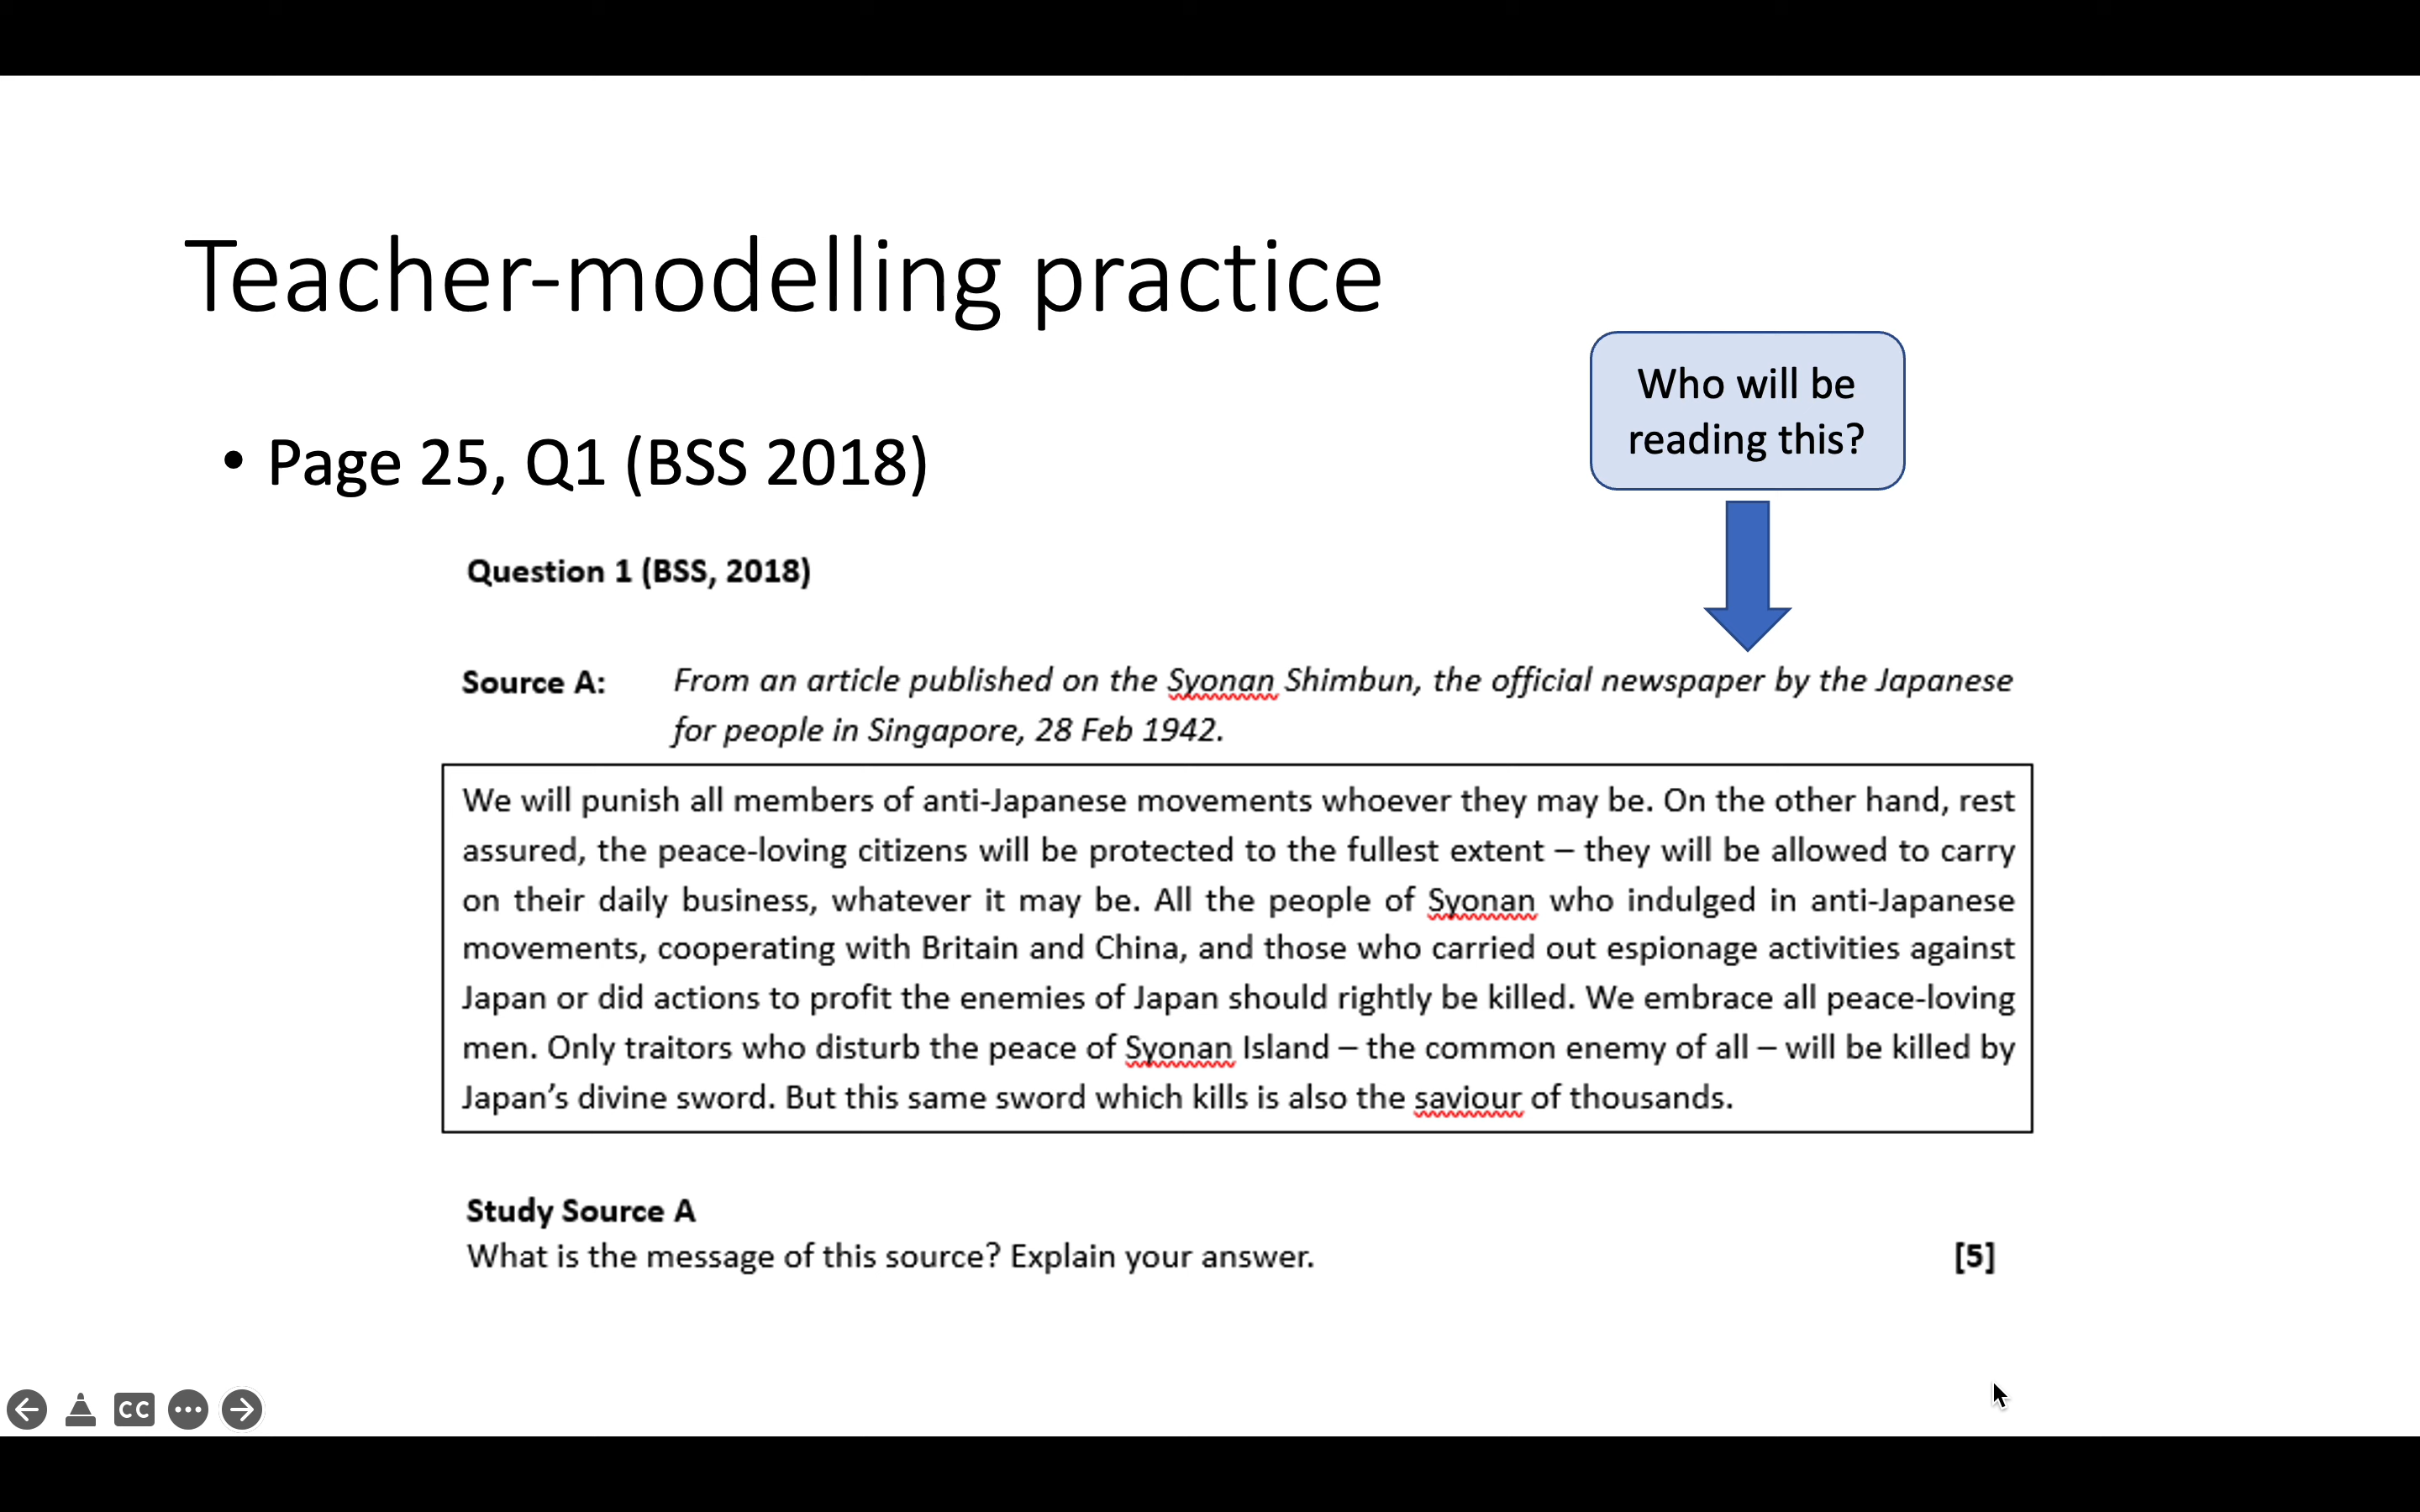 Teacher-modelling practice
Who will be
reading this?
• Page 25, Q1 (BSS 2018)
Question 1 (BSS, 2018)
Source A: From an article published on the Syonan Shimbun, the official newspaper by the Japanese
for people in Singapore, 28 Feb 1942.
We will punish all members of anti-Japanese movements whoever they may be. On the other hand, rest
assured, the peace-loving citizens will be protected to the fullest extent – they will be allowed to carry
on their daily business, whatever it may be. All the people of Syonan who indulged in anti-Japanese
movements, cooperating with Britain and China, and those who carried out espionage activities against
Japan or did actions to profit the enemies of Japan should rightly be killed. We embrace all peace-loving
men. Only traitors who disturb the peace of Syonan Island – the common enemy of all – will be killed by
Japan’s divine sword. But this same sword which kills is also the saviour of thousands.
Study Source A
What is the message of this source? Explain your answer. [5]
CC